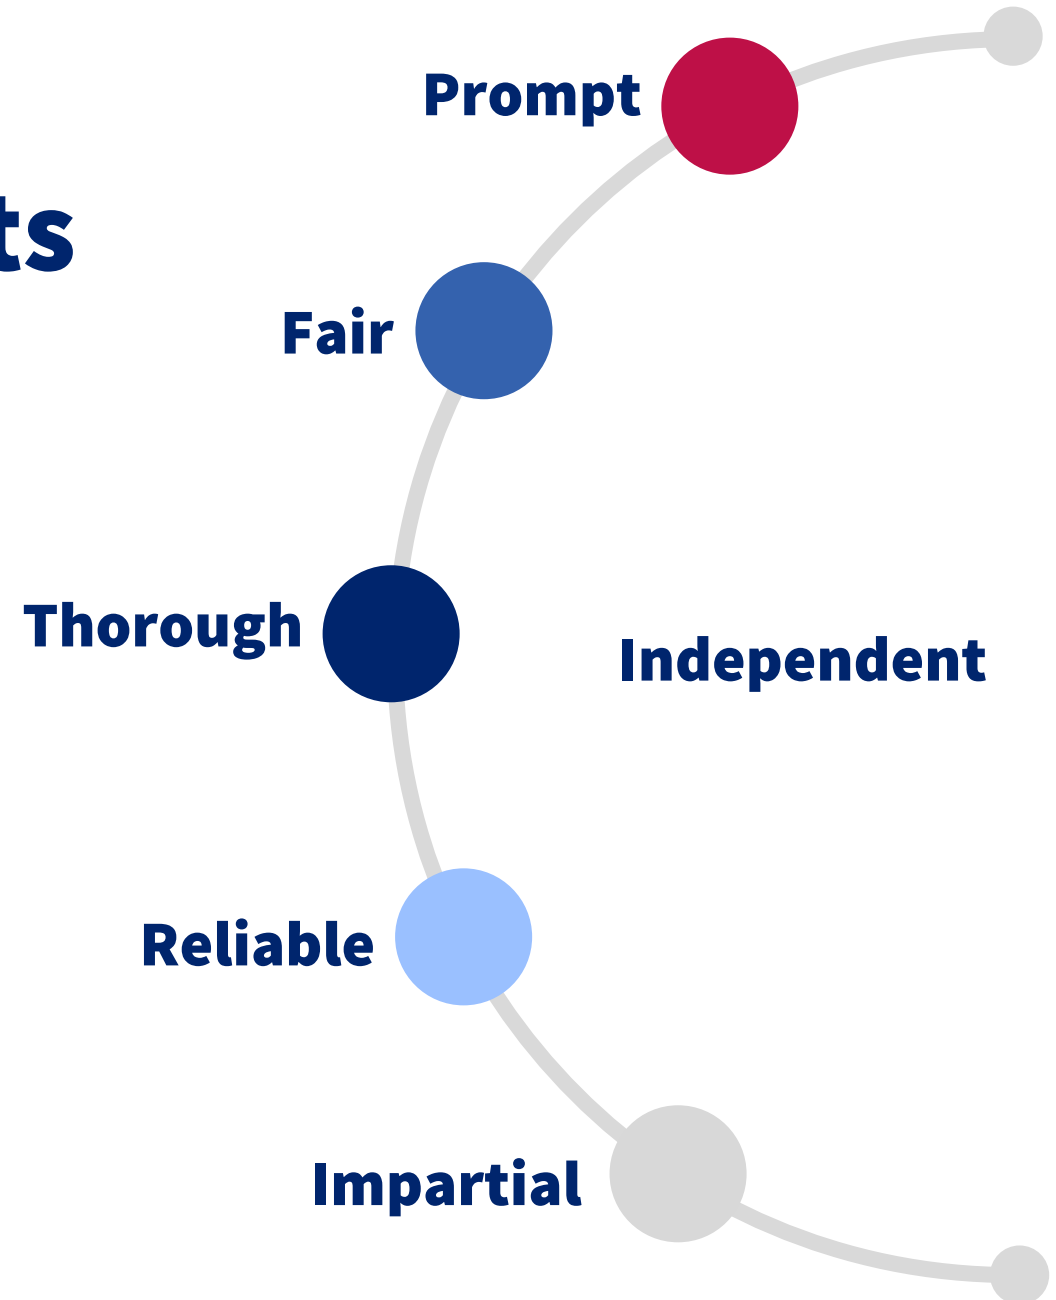 Prompt
ts
Fair
Thorough
Independent
Reliable
Impartial